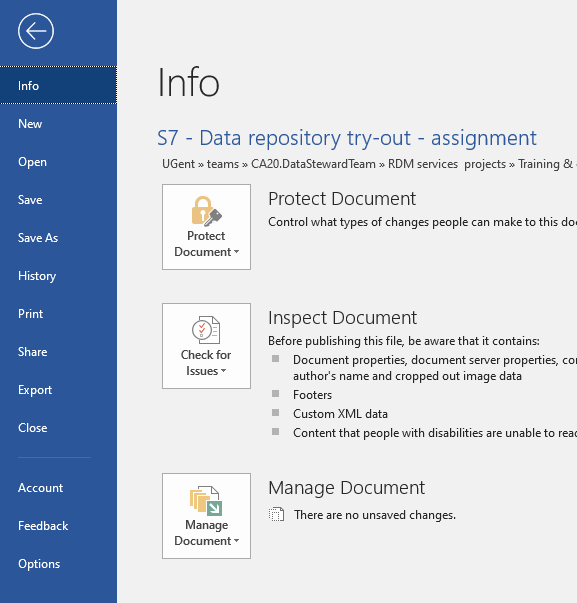 Info
New
Open
Save
Save As
History
Print
Share
Export
Close
Account
Feedback
Options
Info
S7 - Data repository try-out - assignment
UGent » teams » CA20.DataStewardTeam » RDM services  projects » Training &
Protect
Document
Protect Document
Control what types of changes people can make to this
Check for
Issues
Inspect Document
Before publishing this file, be aware that it contains:
Document properties, document server properties,
author's name and cropped out image data
Footers
Custom XML data
Content that people with disabilities are unable to
Manage
Document
Manage Document
There are no unsaved changes.